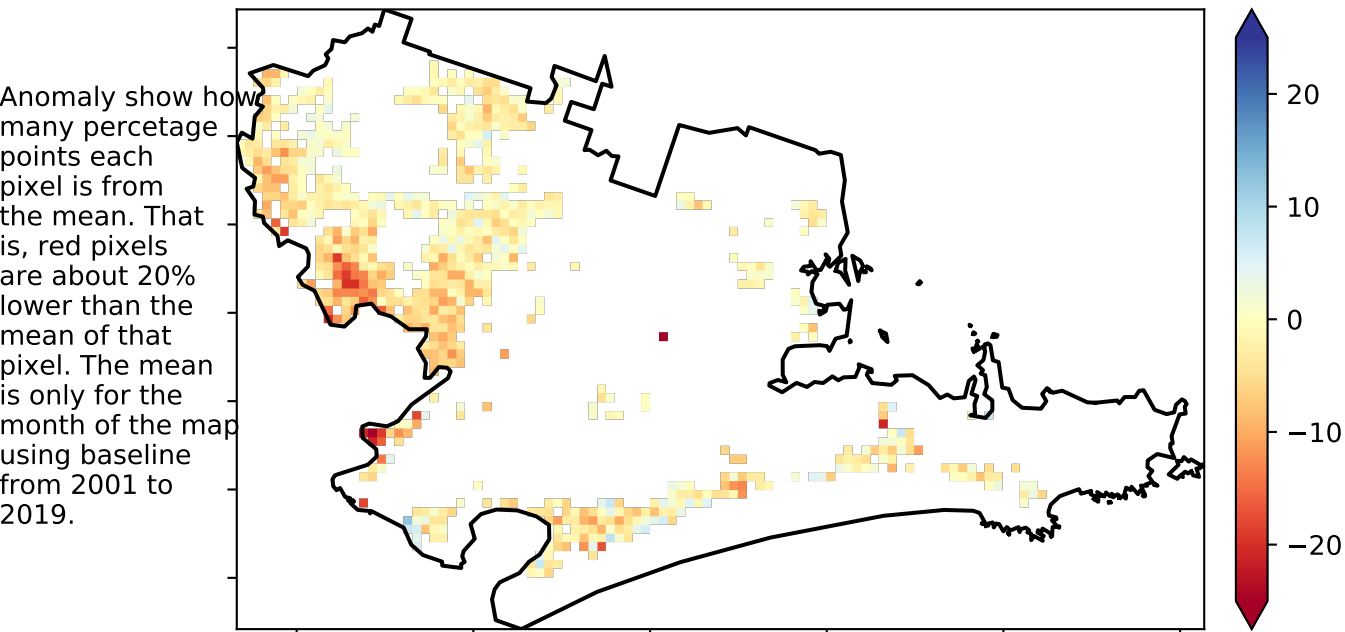 Anomaly show how
many percetage
points each
pixel is from
the mean. That
is, red pixels
are about 20%
lower than the
mean of that
pixel. The mean
is only for the
month of the map
using baseline
from 2001 to
2019.
20
10
0
−10
−20